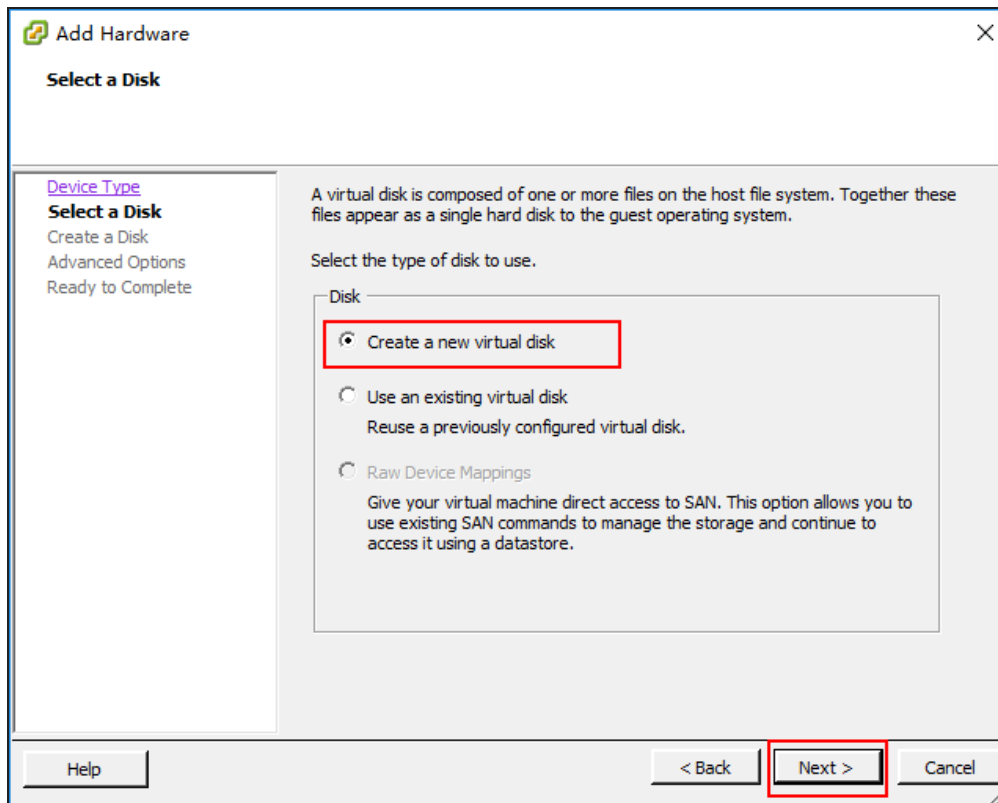 Add Hardware
Select a Disk
Device Type
Select a Disk
Create a Disk
Advanced Options
Ready to Complete
A virtual disk is composed of one or more files on the host file system. Together these
files appear as a single hard disk to the guest operating system.
Select the type of disk to use.
Disk
Create a new virtual disk
Use an existing virtual disk
Reuse a previously configured virtual disk.
Raw Device Mappings
Give your virtual machine direct access to SAN. This option allows you to
use existing SAN commands to manage the storage and continue to
access it using a datastore.
Help
< Back
Next >
Cancel